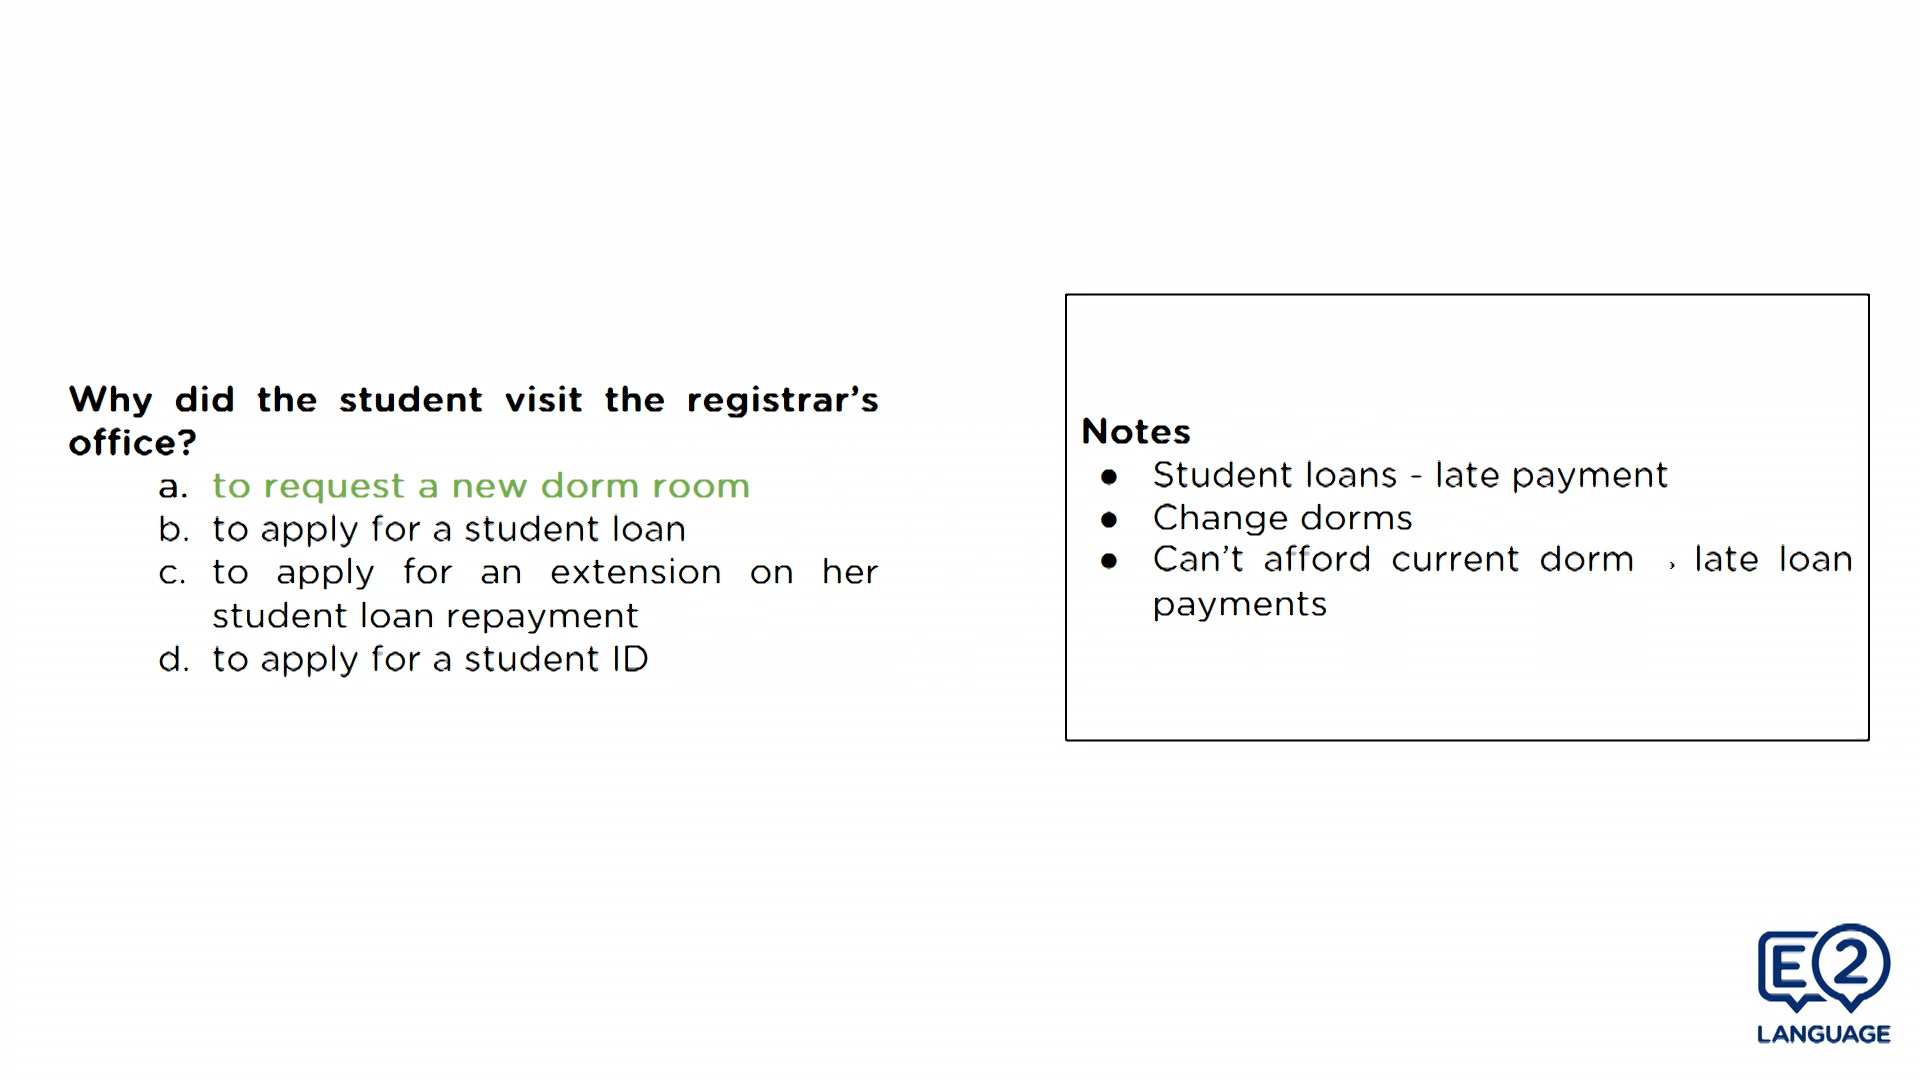 Why did the student visit the registrar’s
office?
a. to request a new dorm room
b. to apply for a student loan
c. to apply for an extension on her
student loan repayment
d. to apply for a student ID
Notes
● Student loans - late payment
● Change dorms
● Can’t afford current dorm › late loan
payments
E2
LANGUAGE